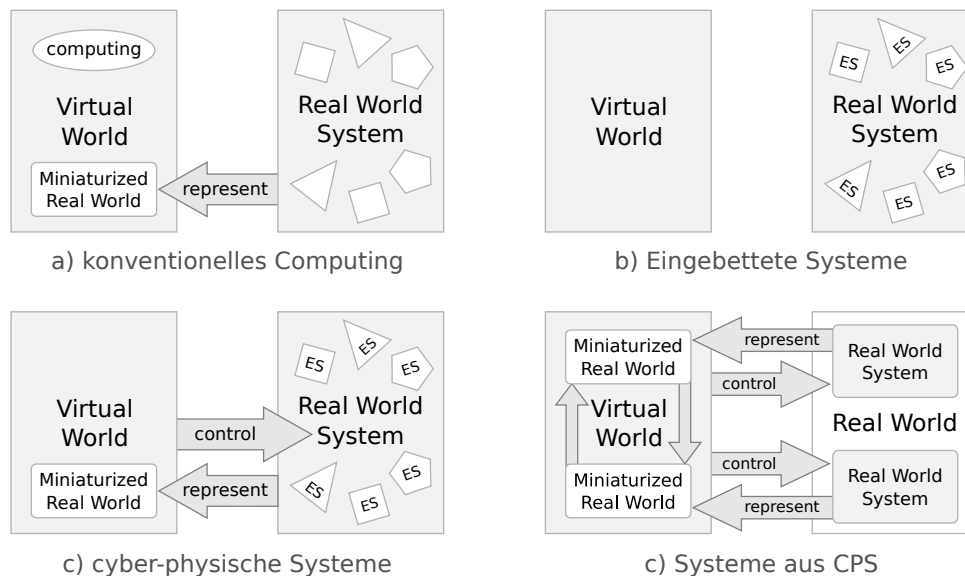 computing
Virtual
World
Miniaturized
Real World
represent
Real World
System
a) konventionelles Computing
Virtual
World
ES
ES
ES
Real World
System
ES
ES
ES
b) Eingebettete Systeme
Virtual
World
Miniaturized
Real World
control
represent
ES
ES
ES
Real World
System
ES
ES
ES
c) cyber-physische Systeme
Miniaturized
Real World
Virtual
World
Miniaturized
Real World
represent
control
control
represent
Real World
System
Real World
Real World
System
c) Systeme aus CPS